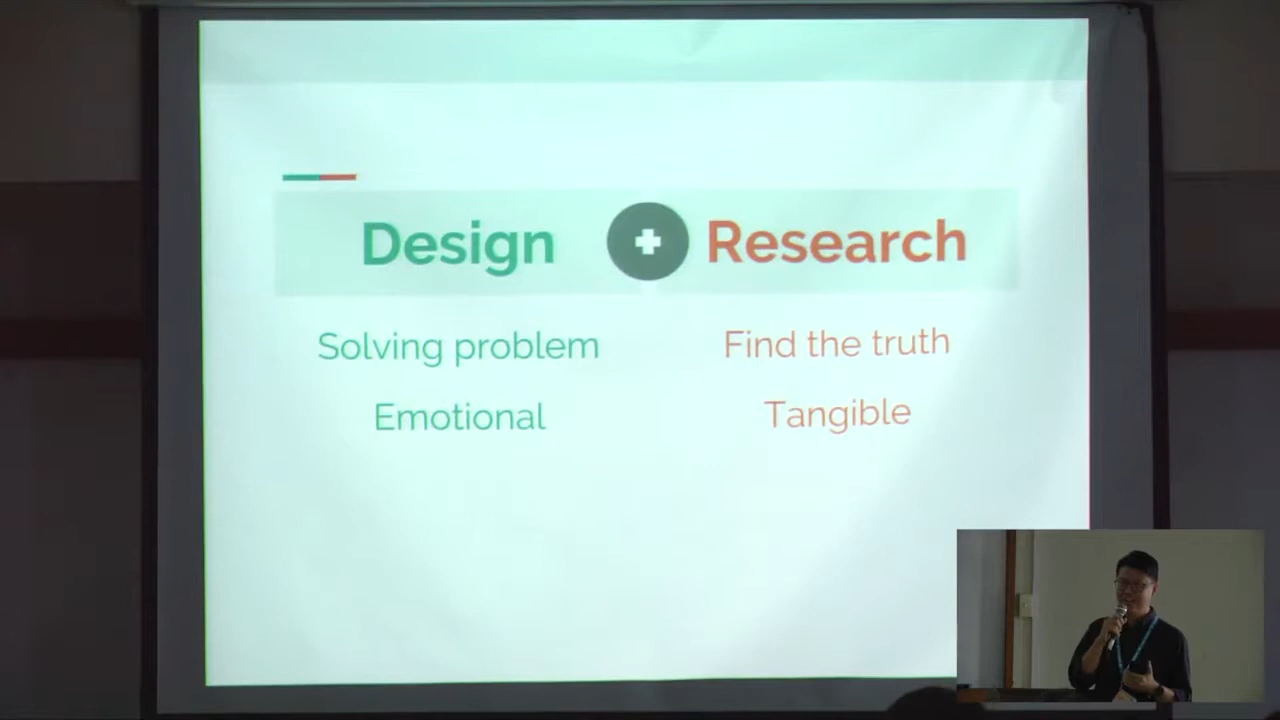 Design + Research
Solving problem
Find the truth
Emotional
Tangible